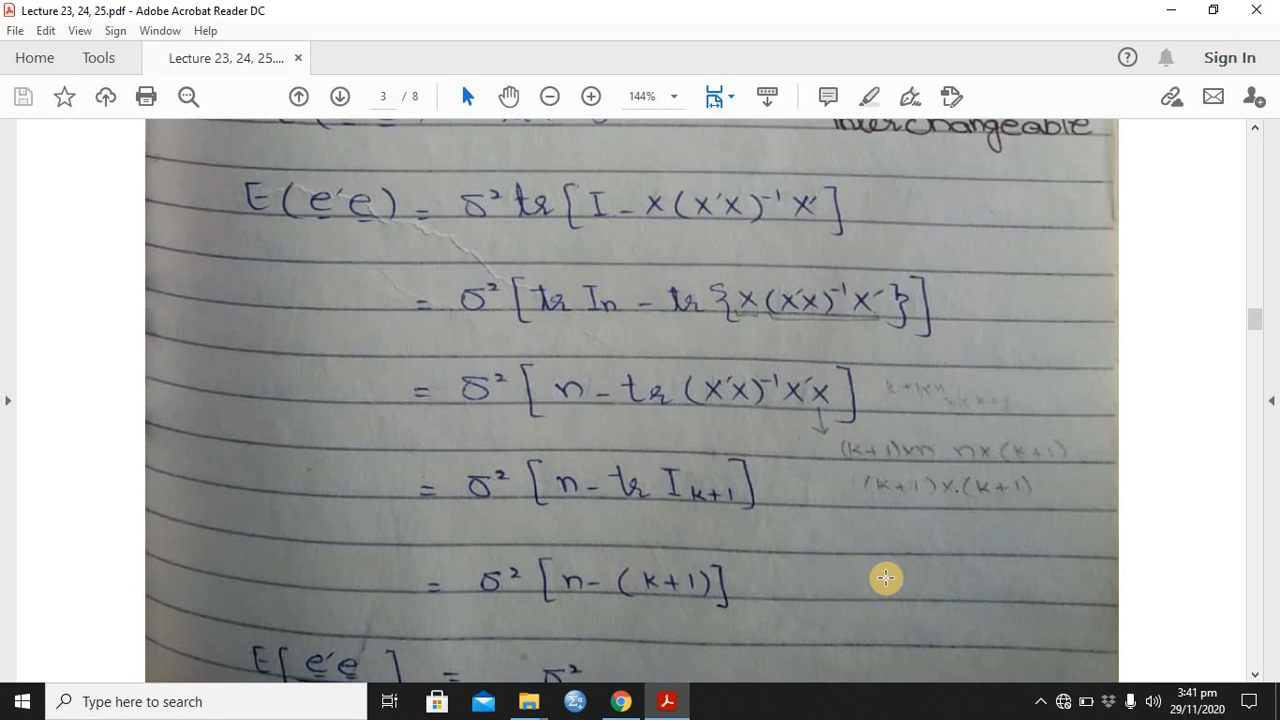 Lecture 23, 24, 25.pdf - Adobe Acrobat Reader DC
File Edit View Sign Window Help
Home Tools Lecture 23, 24, 25.... × Sign In
3 / 8 144%
interchangeable
E(e'e) = σ² tr[I - X(X'X)⁻¹X']
= σ² [tr In - tr{X(X'X)⁻¹X'}]
= σ² [n - tr(X'X)⁻¹X'X]
(k+1)×n n×(k+1)
(k+1)×.(k+1)
= σ² [n - tr I k+1]
= σ² [n - (k+1)]
E[e'e ] = σ²
Type here to search
3:41 pm
29/11/2020